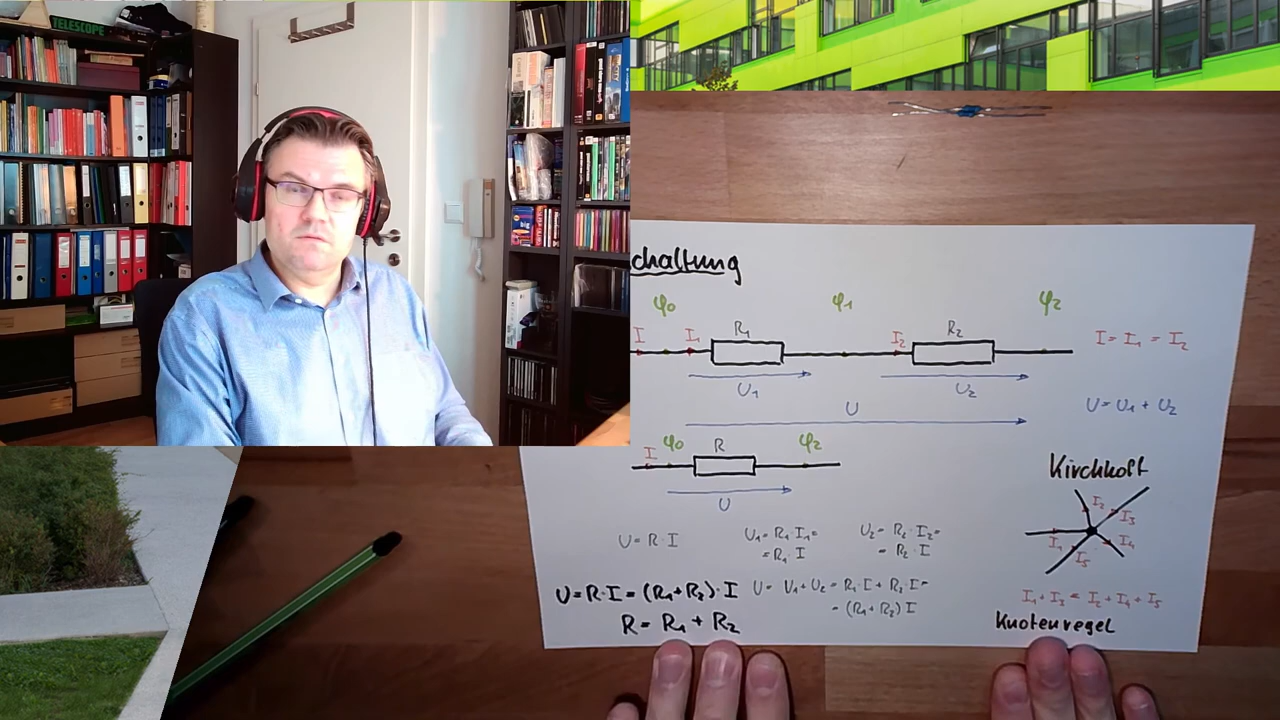 TELESCOPE
chaltung
φ₀ φ₁ φ₂
I I₁ R₁ I₂ R₂ I = I₁ = I₂
U₁ U₂
U = U₁ + U₂
U
I φ₀ R φ₂
U
Kirchhoff
I₂ I₃
I₁ I₄
I₅
U = R · I
U₁ = R₁ · I₁ =
= R₁ · I
U₂ = R₂ · I₂ =
= R₂ · I
U = R · I = (R₁ + R₂) · I
U = U₁ + U₂ = R₁ · I + R₂ · I =
= (R₁ + R₂) I
R = R₁ + R₂
I₁ + I₃ = I₂ + I₄ + I₅
Knotenregel